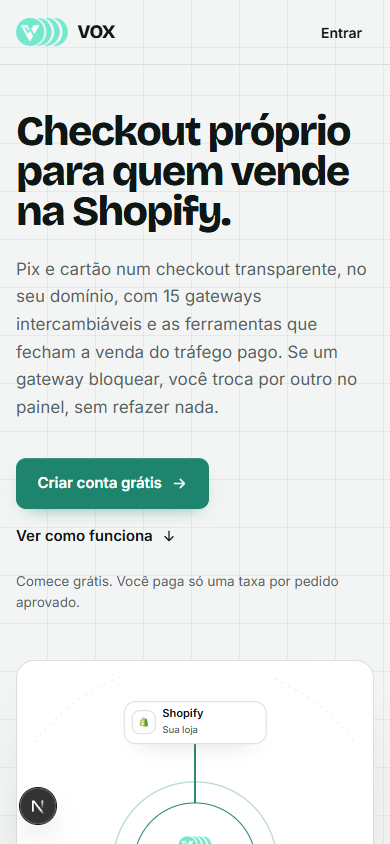 VOX
Entrar
Checkout próprio
para quem vende
na Shopify.
Pix e cartão num checkout transparente, no
seu domínio, com 15 gateways
intercambiáveis e as ferramentas que
fecham a venda do tráfego pago. Se um
gateway bloquear, você troca por outro no
painel, sem refazer nada.
Criar conta grátis →
Ver como funciona ↓
Comece grátis. Você paga só uma taxa por pedido
aprovado.
Shopify
Sua loja
N